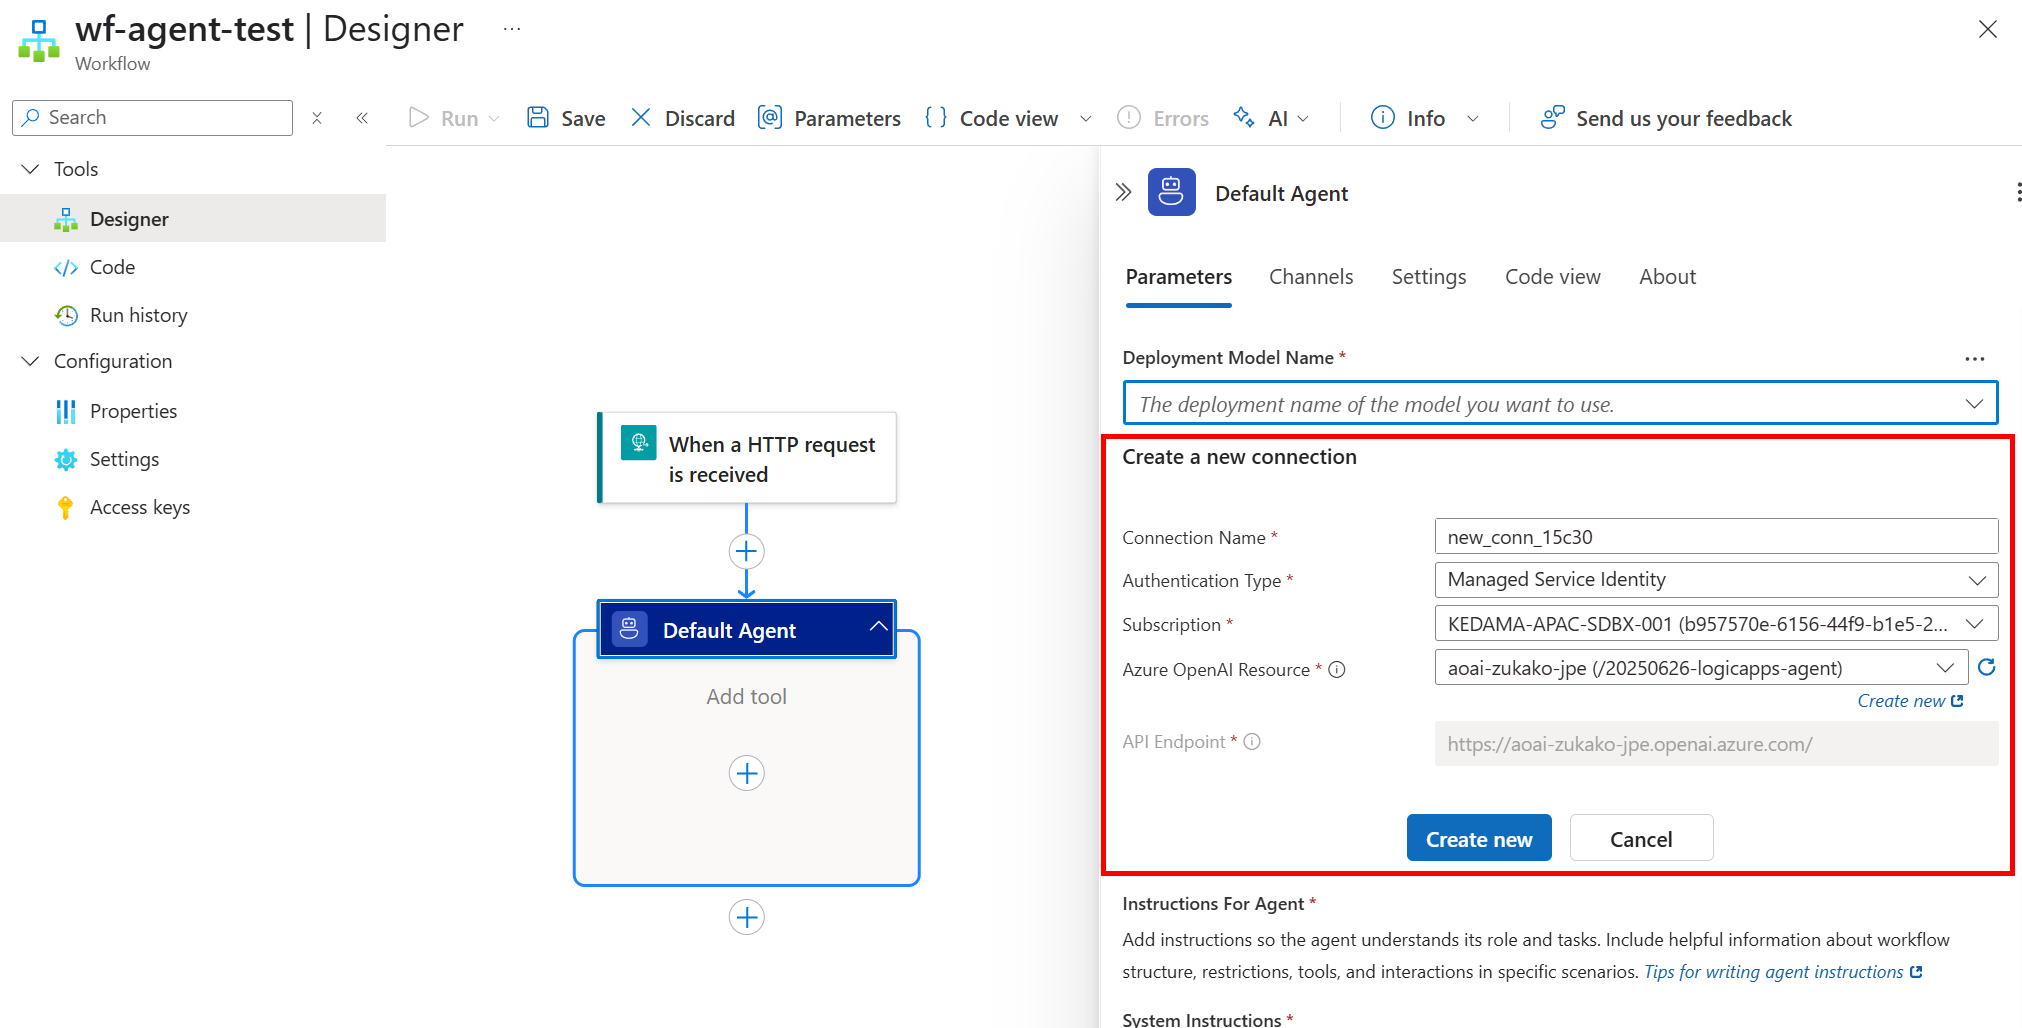 wf-agent-test | Designer ...
Workflow
Search
Run
Save
Discard
Parameters
Code view
Errors
AI
Info
Send us your feedback
Tools
Designer
Code
Run history
Configuration
Properties
Settings
Access keys
When a HTTP request
is received
Default Agent
Add tool
Default Agent
Parameters
Channels
Settings
Code view
About
Deployment Model Name *
The deployment name of the model you want to use.
Create a new connection
Connection Name *
new_conn_15c30
Authentication Type *
Managed Service Identity
Subscription *
KEDAMA-APAC-SDBX-001 (b957570e-6156-44f9-b1e5-2...
Azure OpenAI Resource *
aoai-zukako-jpe (/20250626-logicapps-agent)
Create new
API Endpoint *
https://aoai-zukako-jpe.openai.azure.com/
Create new
Cancel
Instructions For Agent *
Add instructions so the agent understands its role and tasks. Include helpful information about workflow
structure, restrictions, tools, and interactions in specific scenarios. Tips for writing agent instructions
System Instructions *